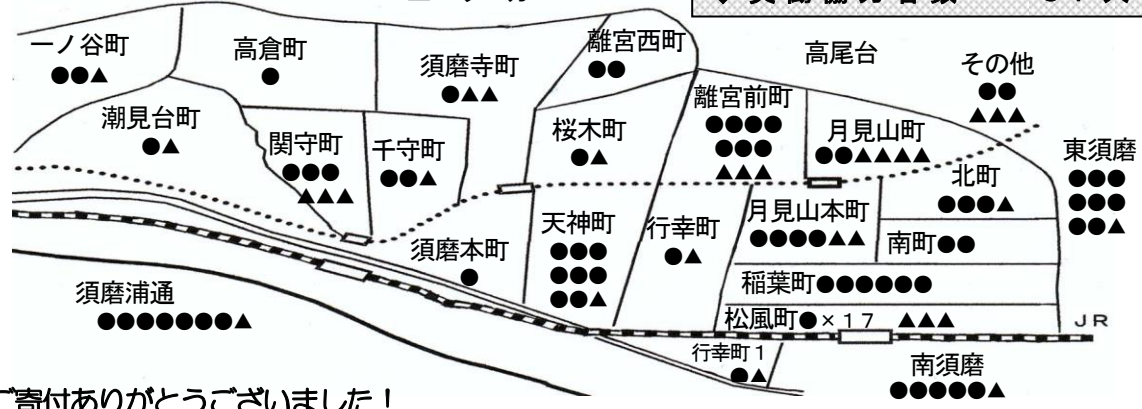 一ノ谷町
●●▲
高倉町
●
須磨寺町
●▲▲
離宮西町
●●
高尾台
その他
●●
▲▲▲
潮見台町
●▲
関守町
●●●
▲▲▲
千守町
●●▲
桜木町
●▲
離宮前町
●●●●
●●●
▲▲▲
月見山町
●●▲▲▲▲
東須磨
●●●
●●●
●●▲
北町
●●●▲
須磨本町
●
天神町
●●●
●●●
●●▲
行幸町
●▲
月見山本町
●●●●▲▲
南町●●
稲葉町●●●●●●
須磨浦通
●●●●●●●▲
松風町●×17 ▲▲▲
JR
行幸町1
●▲
南須磨
●●●●●▲
ご寄付ありがとうございました!